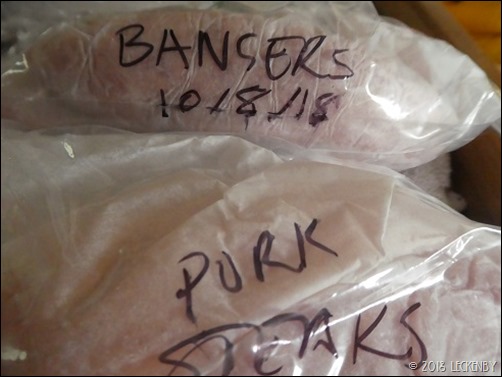 BANGERS
10/8/18
PORK
STEAKS
© 2018 LECKENBY